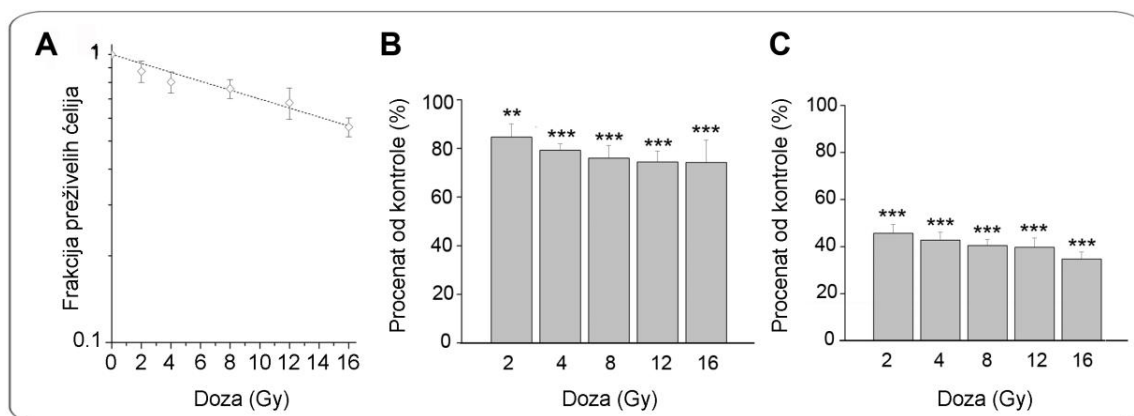 A
Frakcija preživelih ćelija
1
0.1
0 2 4 6 8 10 12 14 16
Doza (Gy)
B
Procenat od kontrole (%)
100
80
60
40
20
0
** *** *** *** ***
2 4 8 12 16
Doza (Gy)
C
Procenat od kontrole (%)
100
80
60
40
20
0
*** *** *** *** ***
2 4 8 12 16
Doza (Gy)